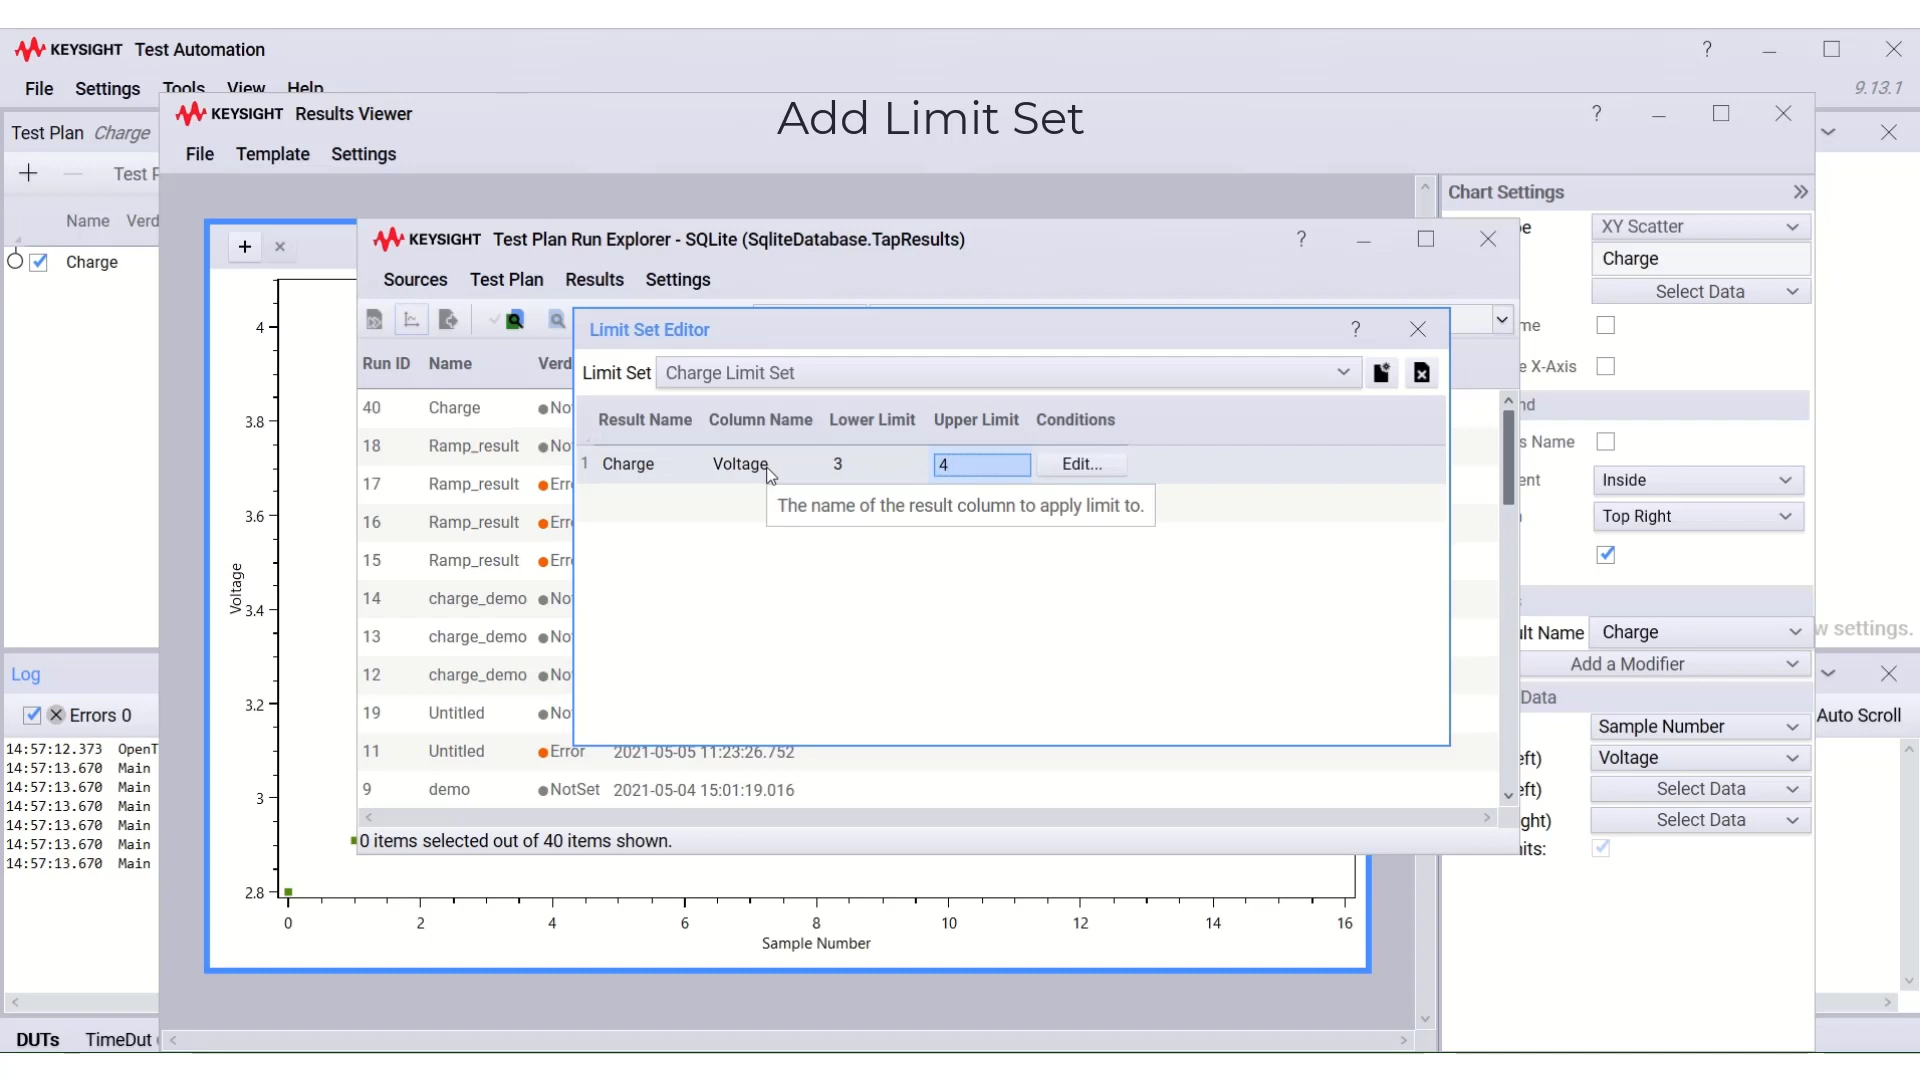 KEYSIGHT Test Automation
?
File Settings Tools View Help
9.13.1
Test Plan Charge
KEYSIGHT Results Viewer
Add Limit Set
?
File Template Settings
Name
Charge
Chart Settings
XY Scatter
Charge
Select Data
X-Axis
Name
Inside
Top Right
Charge
Name
Add a Modifier
Data
Sample Number
Voltage
Select Data
Select Data
settings.
Auto Scroll
KEYSIGHT Test Plan Run Explorer - SQLite (SqliteDatabase.TapResults)
?
Sources Test Plan Results Settings
Run ID Name
40 Charge
18 Ramp_result
17 Ramp_result
16 Ramp_result
15 Ramp_result
14 charge_demo
13 charge_demo
12 charge_demo
19 Untitled
11 Untitled Error 2021-05-05 11:23:26.752
9 demo NotSet 2021-05-04 15:01:19.016
0 items selected out of 40 items shown.
Limit Set Editor
?
Limit Set Charge Limit Set
Result Name Column Name Lower Limit Upper Limit Conditions
1 Charge Voltage 3 4 Edit...
The name of the result column to apply limit to.
Voltage
4
3.8
3.6
3.4
3.2
3
2.8
0 2 4 6 8 10 12 14 16
Sample Number
Log
Errors 0
14:57:12.373
14:57:13.670 Main
14:57:13.670 Main
14:57:13.670 Main
14:57:13.670 Main
14:57:13.670 Main
14:57:13.670 Main
DUTs TimeDut